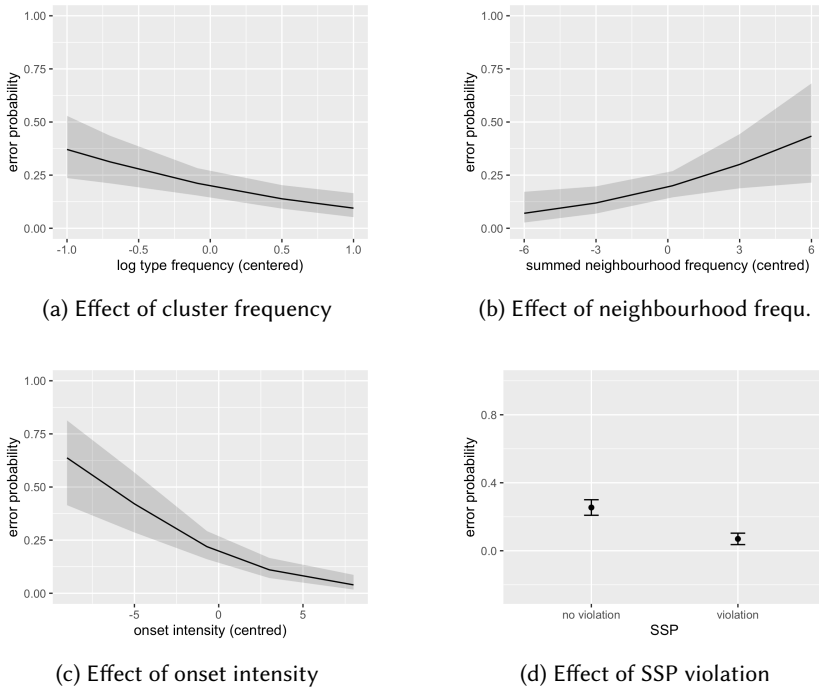 1.00
0.75
0.50
0.25
0.00
error probability
-1.0 -0.5 0.0 0.5 1.0
log type frequency (centered)
(a) Effect of cluster frequency
1.00
0.75
0.50
0.25
0.00
error probability
-6 -3 0 3 6
summed neighbourhood frequency (centred)
(b) Effect of neighbourhood frequ.
1.00
0.75
0.50
0.25
0.00
error probability
-5 0 5
onset intensity (centred)
(c) Effect of onset intensity
0.8
0.4
0.0
error probability
no violation violation
SSP
(d) Effect of SSP violation